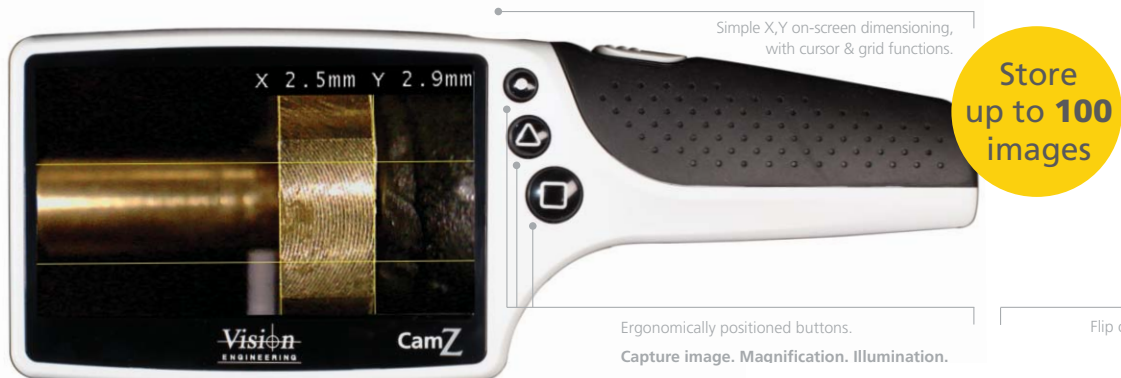 Simple X,Y on-screen dimensioning,
with cursor & grid functions.
Store
up to 100
images
X 2.5mm Y 2.9mm
Vision
ENGINEERING
CamZ
Ergonomically positioned buttons.
Capture image. Magnification. Illumination.
Flip